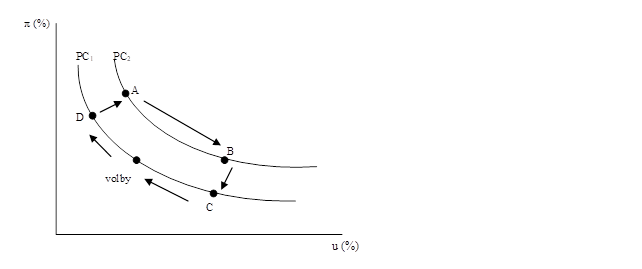 π (%)
PC₁ PC₂
A
D
B
volby
C
u (%)